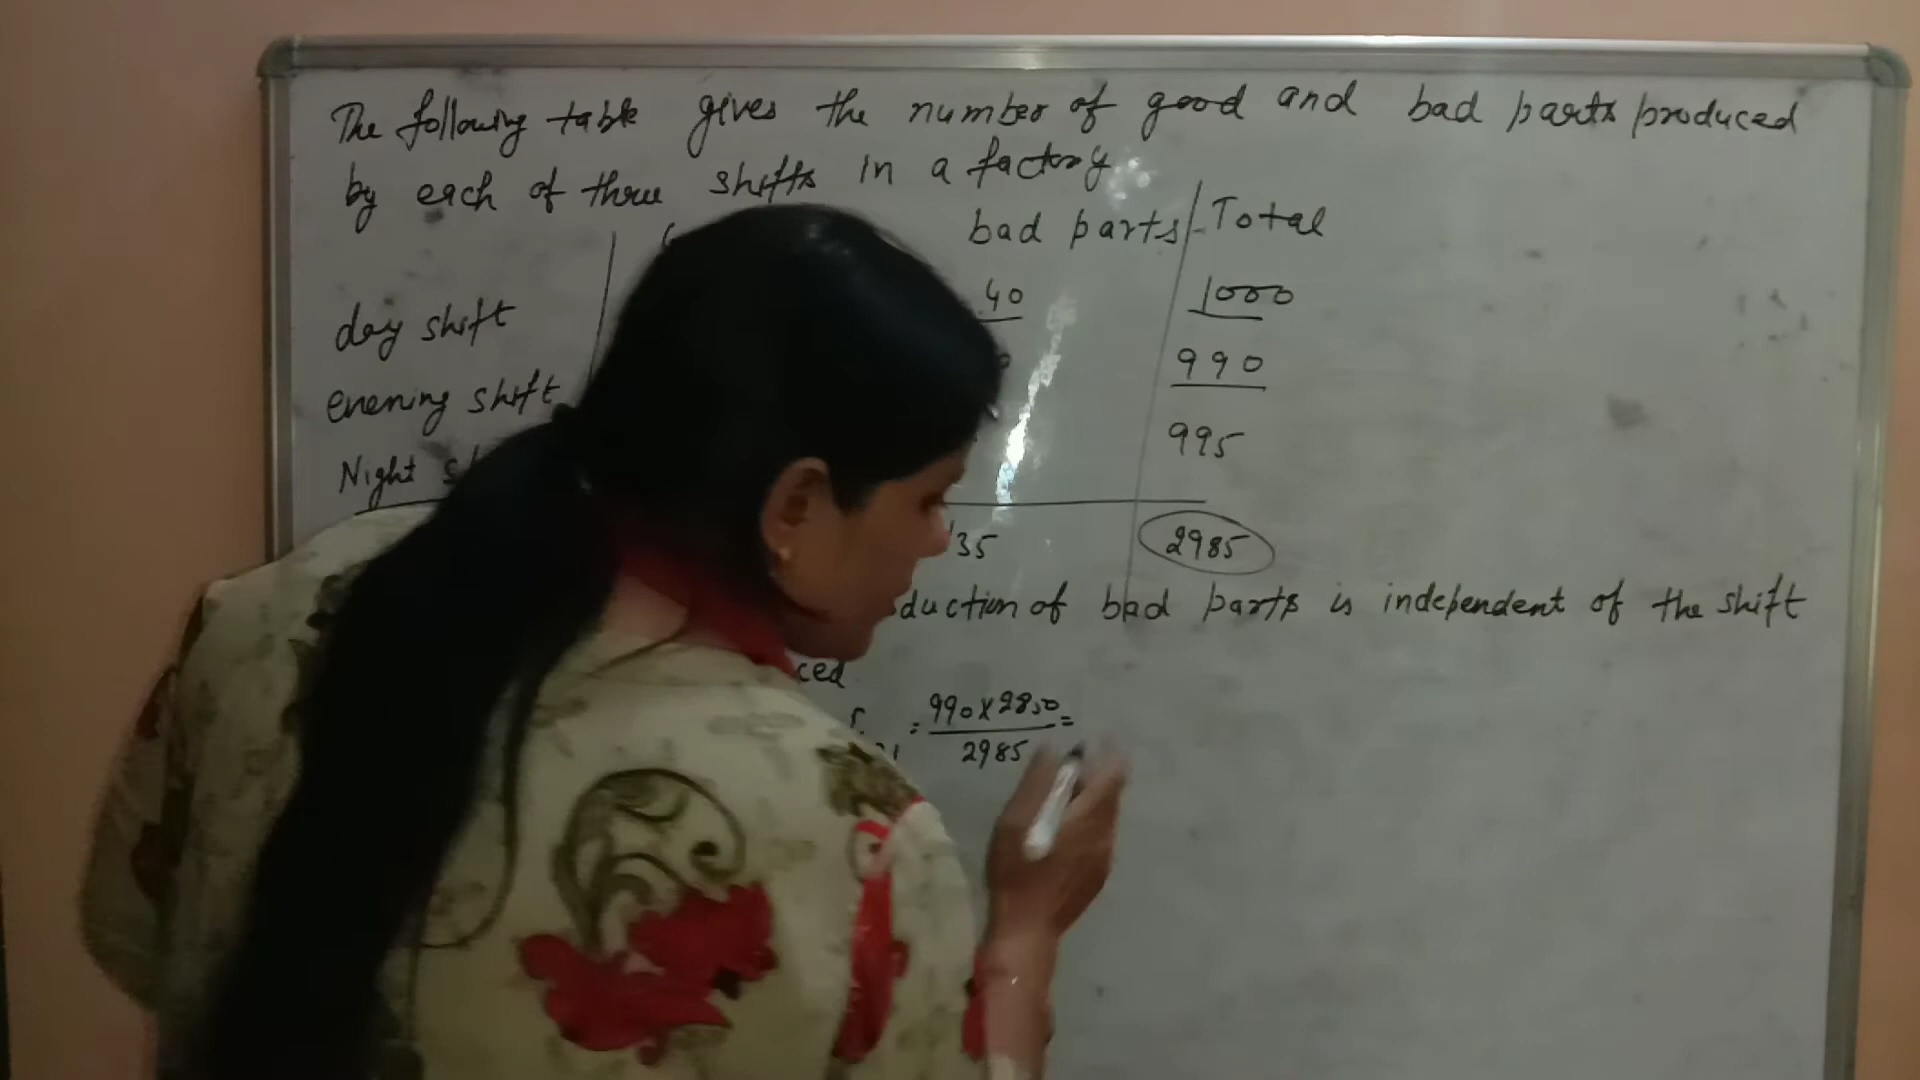 The following table gives the number of good and bad parts produced
by each of three shifts in a factory
bad parts Total
day shift 40 1000
evening shift 990
Night 995
135 2985
duction of bad parts is independent of the shift
ced
= 990 x 2850 =
2985